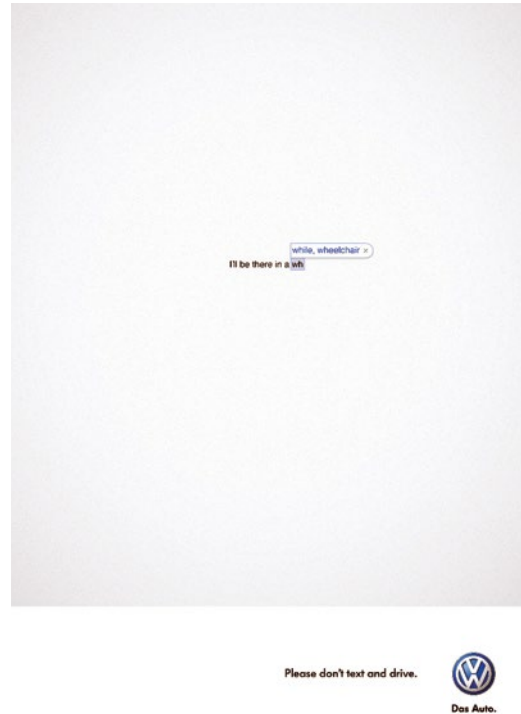 while, wheelchair ×
I'll be there in a wh
Please don't text and drive.
Das Auto.